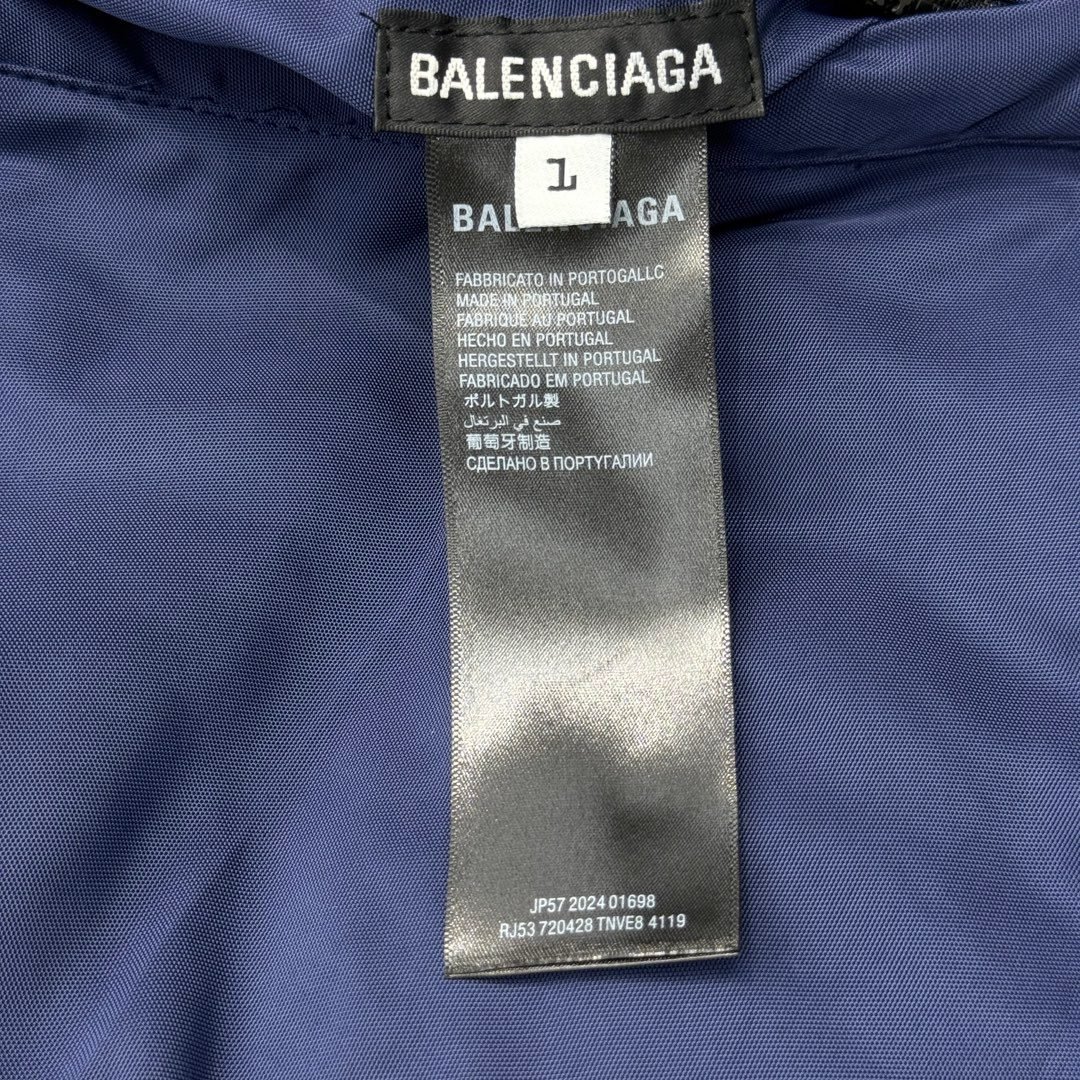 BALENCIAGA
1
BALENCIAGA
FABBRICATO IN PORTOGALLC
MADE IN PORTUGAL
FABRIQUE AU PORTUGAL
HECHO EN PORTUGAL
HERGESTELLT IN PORTUGAL
FABRICADO EM PORTUGAL
ポルトガル製
صنع في البرتغال
葡萄牙制造
СДЕЛАНО В ПОРТУГАЛИИ
JP57 2024 01698
RJ53 720428 TNVE8 4119